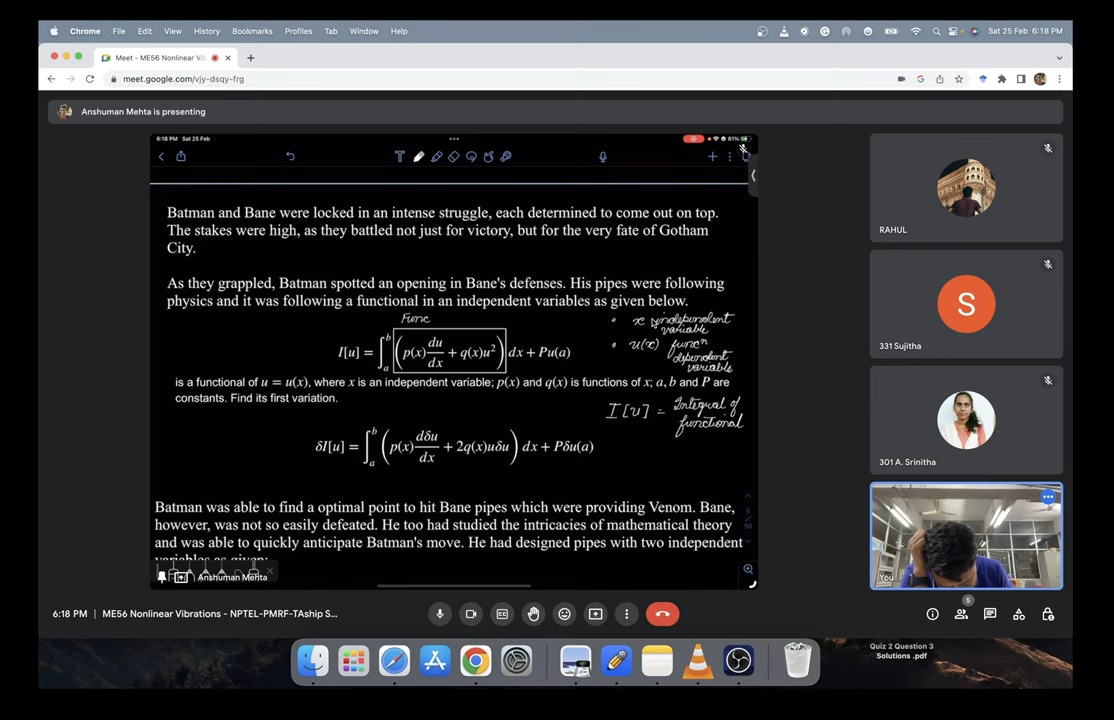 Chrome File Edit View History Bookmarks Profiles Tab Window Help Sat 25 Feb 6:18 PM
Meet - ME56 Nonlinear Vib
meet.google.com/vjy-dsqy-frg
Anshuman Mehta is presenting
6:18 PM Sat 25 Feb 61%
Batman and Bane were locked in an intense struggle, each determined to come out on top.
The stakes were high, as they battled not just for victory, but for the very fate of Gotham
City.
As they grappled, Batman spotted an opening in Bane's defenses. His pipes were following
physics and it was following a functional in an independent variables as given below.
Func
• x independent
variable
• u(x) funcn
dependent
variable
I[u] = ∫_a^b (p(x) du/dx + q(x)u²) dx + Pu(a)
is a functional of u = u(x), where x is an independent variable; p(x) and q(x) is functions of x; a, b and P are
constants. Find its first variation.
I[u] = Integral of
functional
δI[u] = ∫_a^b (p(x) dδu/dx + 2q(x)uδu) dx + Pδu(a)
Batman was able to find a optimal point to hit Bane pipes which were providing Venom. Bane,
however, was not so easily defeated. He too had studied the intricacies of mathematical theory
and was able to quickly anticipate Batman's move. He had designed pipes with two independent
variables as given:
Anshuman Mehta
RAHUL
S
331 Sujitha
301 A. Srinitha
You
6:18 PM | ME56 Nonlinear Vibrations - NPTEL-PMRF-TAship S...
5
Quiz 2 Question 3
Solutions .pdf